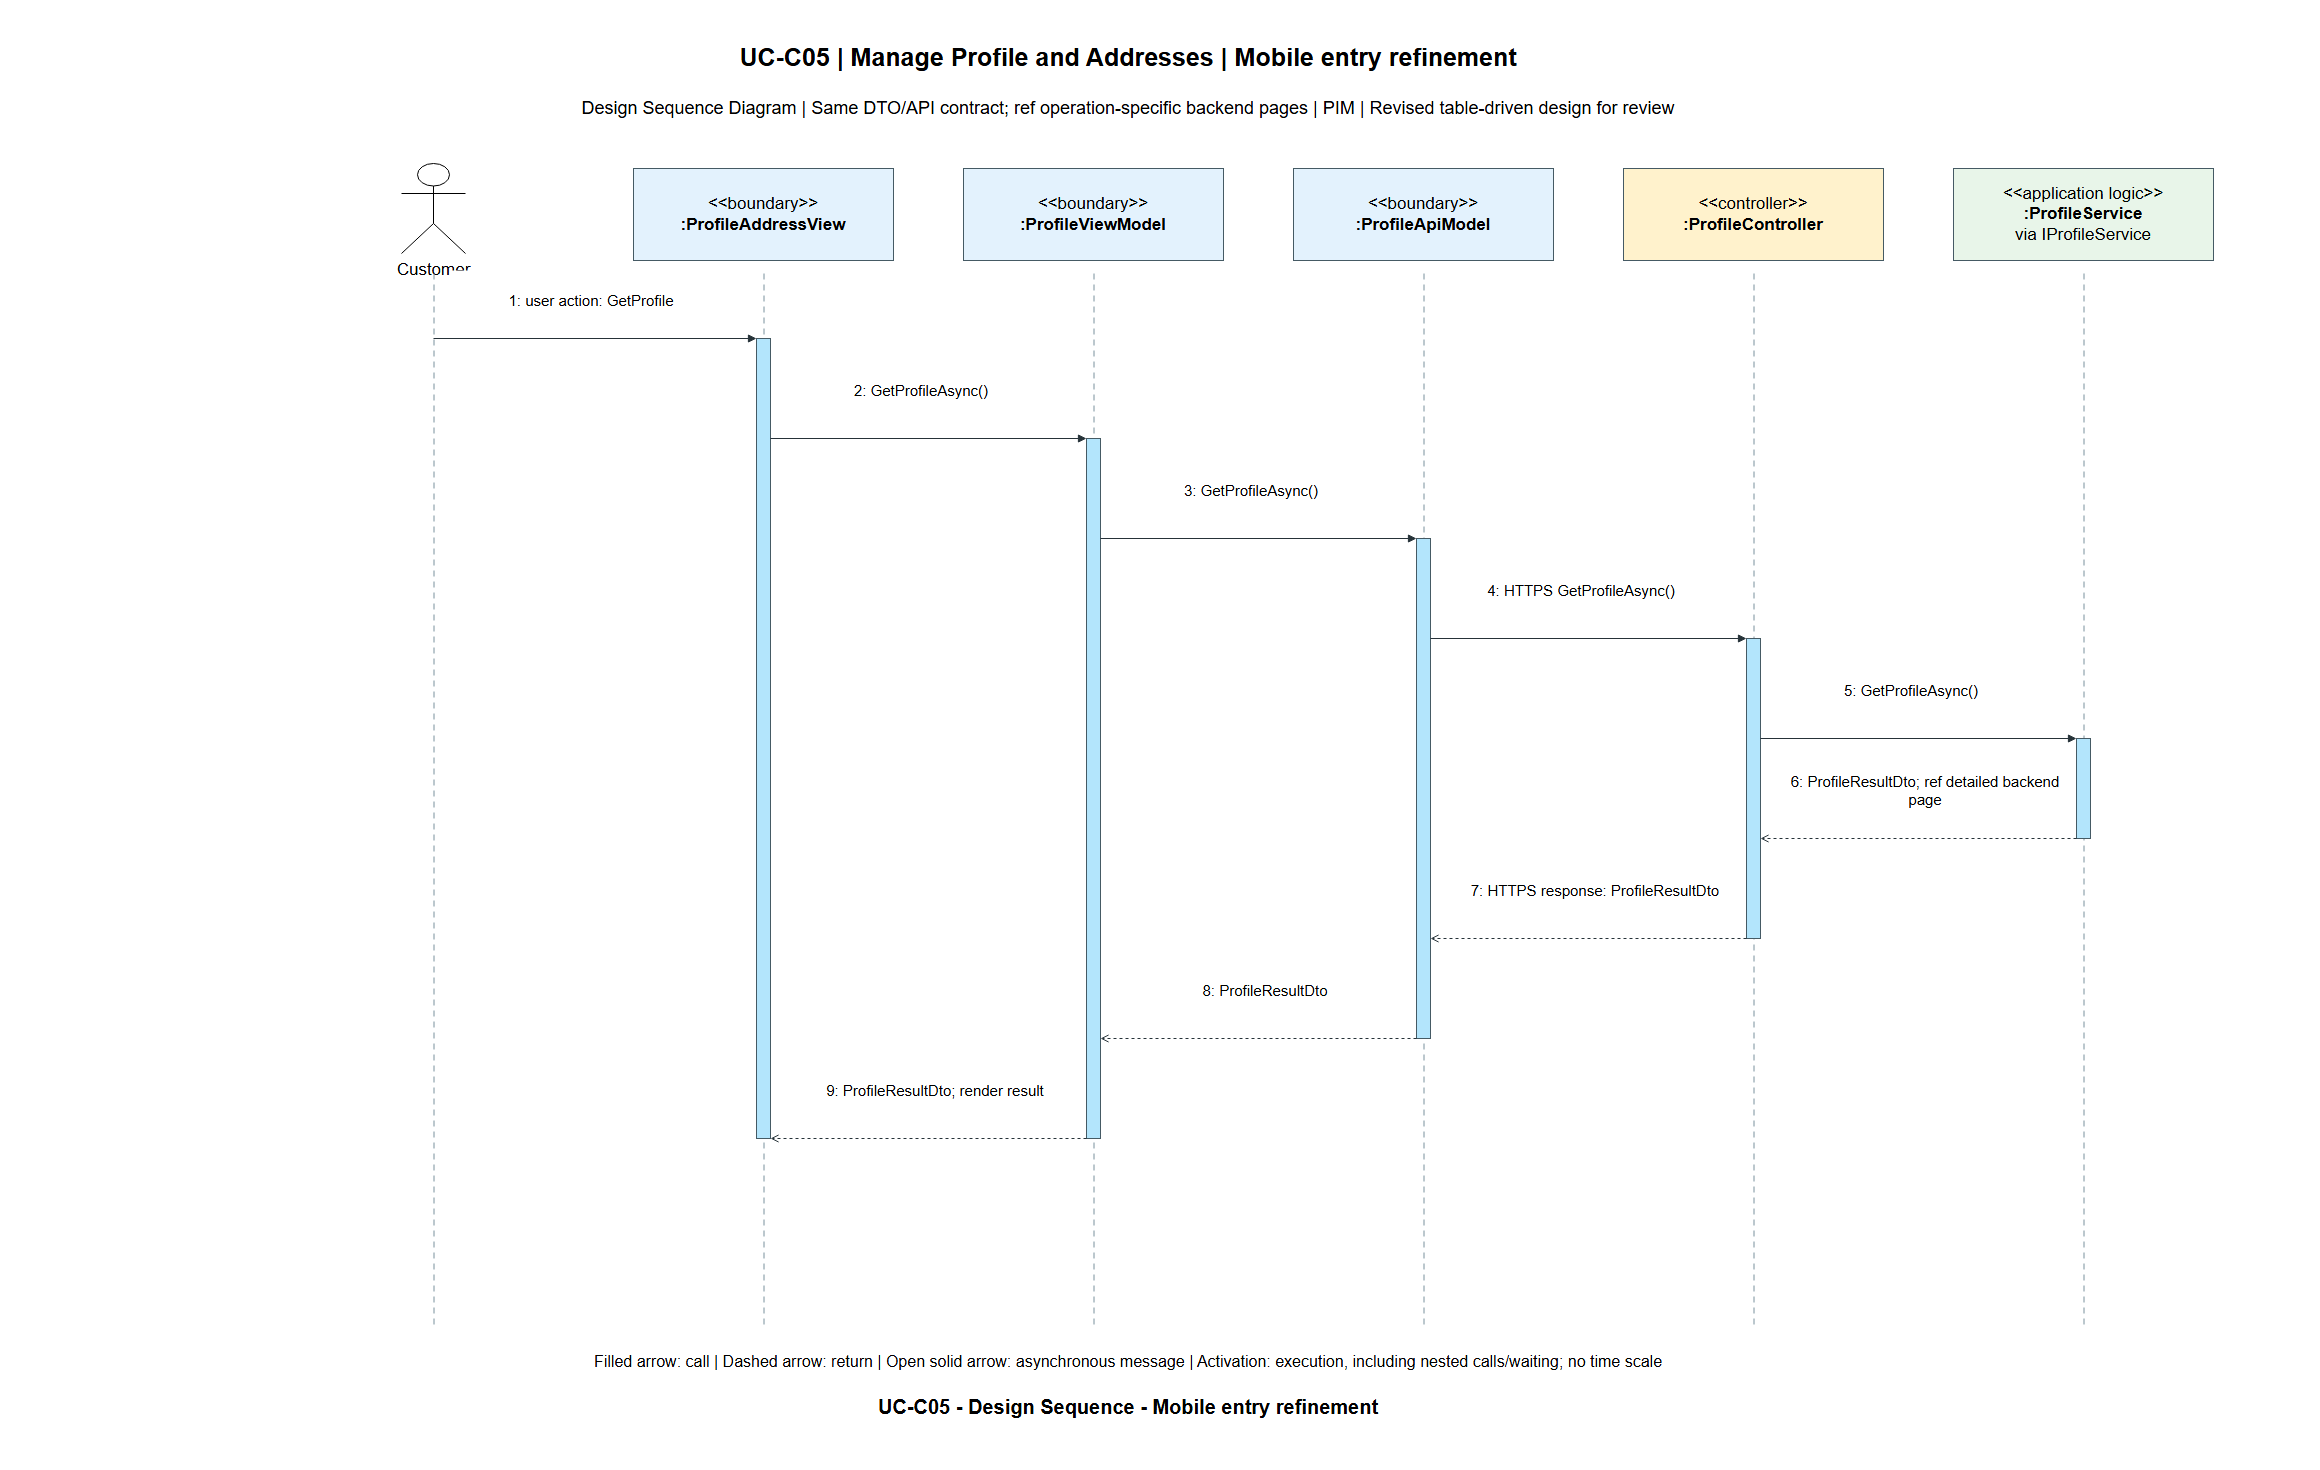 UC-C05 | Manage Profile and Addresses | Mobile entry refinement
Design Sequence Diagram | Same DTO/API contract; ref operation-specific backend pages | PIM | Revised table-driven design for review
<<boundary>>
:ProfileAddressView
<<boundary>>
:ProfileViewModel
<<boundary>>
:ProfileApiModel
<<controller>>
:ProfileController
<<application logic>>
:ProfileService
via IProfileService
Customer
1: user action: GetProfile
2: GetProfileAsync()
3: GetProfileAsync()
4: HTTPS GetProfileAsync()
5: GetProfileAsync()
6: ProfileResultDto; ref detailed backend
page
7: HTTPS response: ProfileResultDto
8: ProfileResultDto
9: ProfileResultDto; render result
Filled arrow: call | Dashed arrow: return | Open solid arrow: asynchronous message | Activation: execution, including nested calls/waiting; no time scale
UC-C05 - Design Sequence - Mobile entry refinement